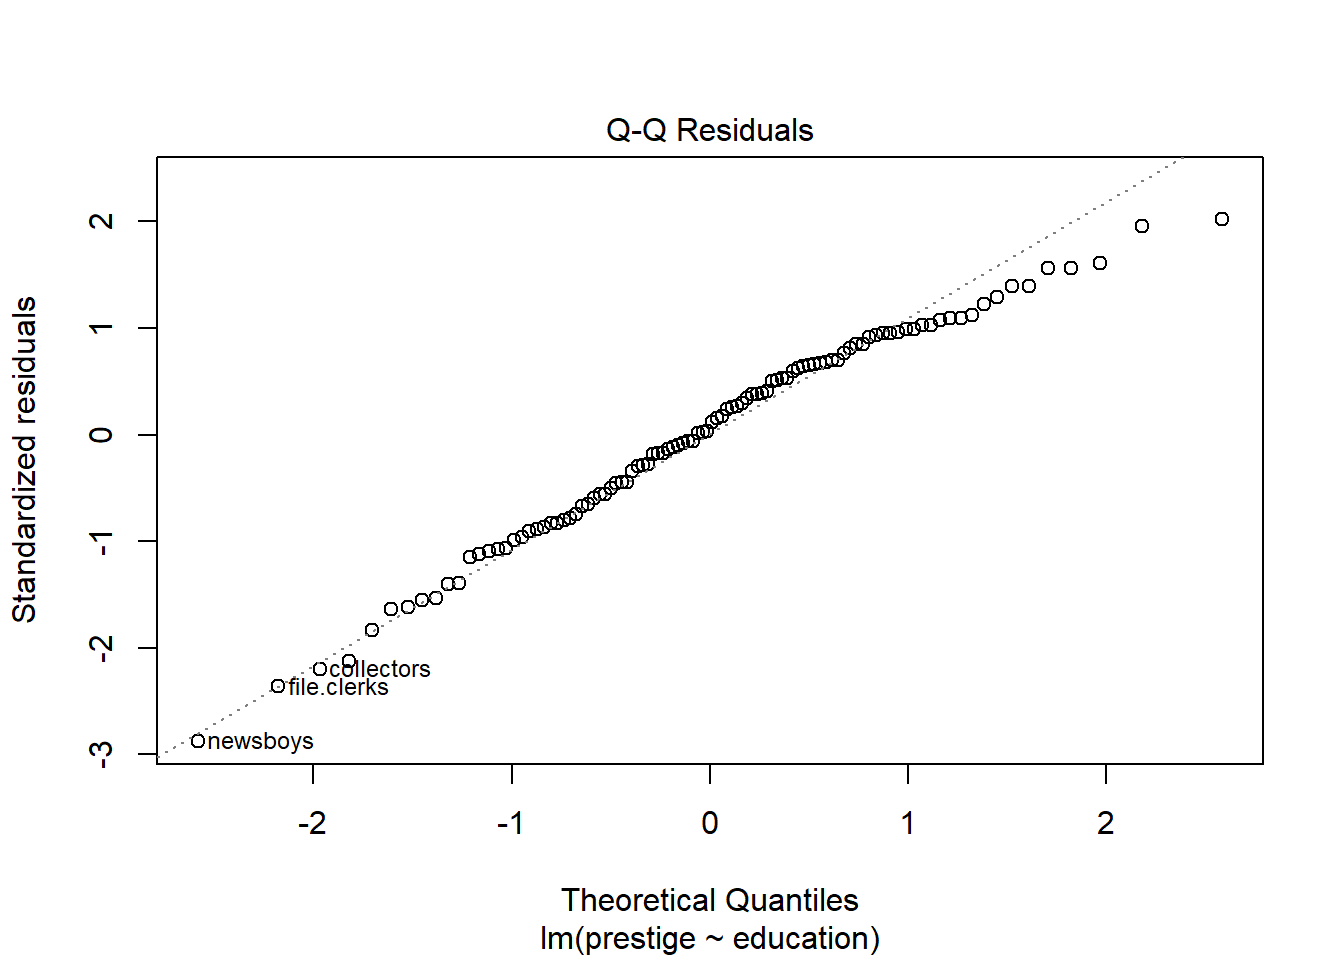 Q-Q Residuals
Standardized residuals
2
1
0
-1
-2
-3
collectors
file.clerks
newsboys
-2 -1 0 1 2
Theoretical Quantiles
lm(prestige ~ education)